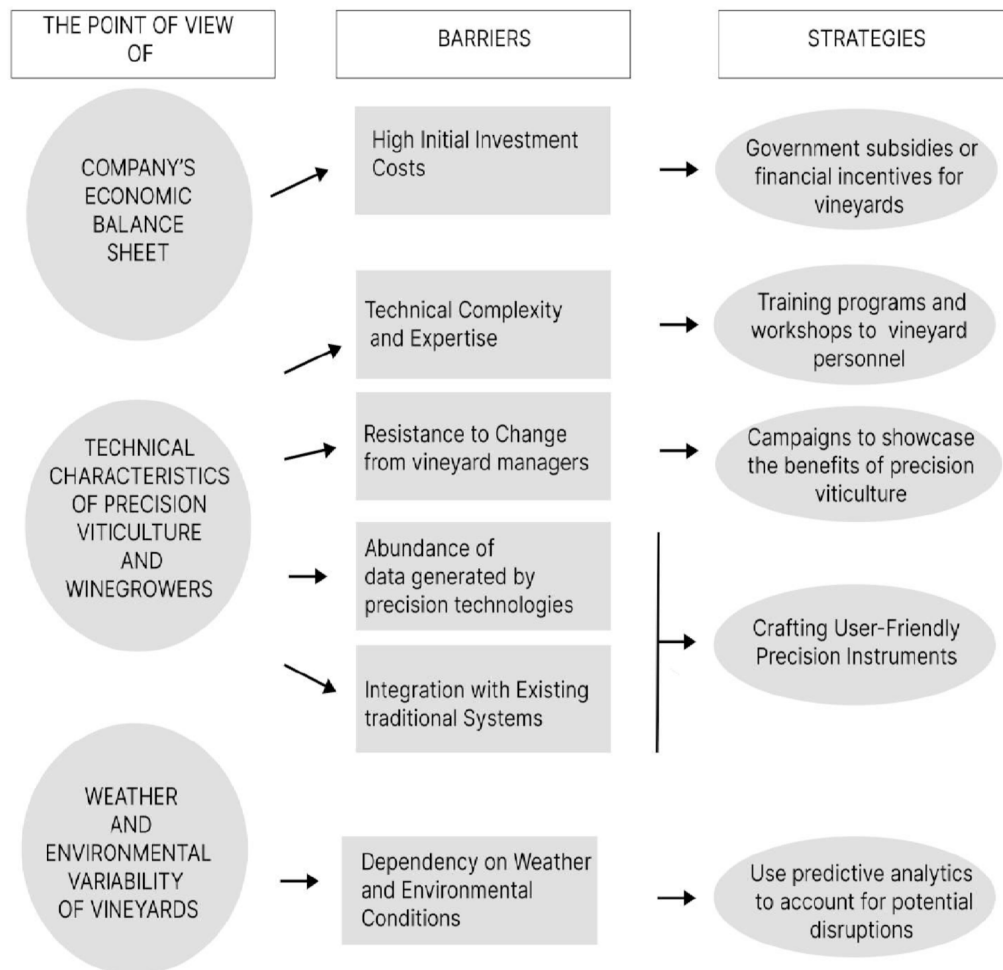 THE POINT OF VIEW
OF
BARRIERS
STRATEGIES
COMPANY'S
ECONOMIC
BALANCE
SHEET
High Initial Investment
Costs
Government subsidies or
financial incentives for
vineyards
Technical Complexity
and Expertise
Training programs and
workshops to vineyard
personnel
TECHNICAL
CHARACTERISTICS
OF PRECISION
VITICULTURE
AND
WINEGROWERS
Resistance to Change
from vineyard managers
Campaigns to showcase
the benefits of precision
viticulture
Abundance of
data generated by
precision technologies
Integration with Existing
traditional Systems
Crafting User-Friendly
Precision Instruments
WEATHER
AND
ENVIRONMENTAL
VARIABILITY
OF VINEYARDS
Dependency on Weather
and Environmental
Conditions
Use predictive analytics
to account for potential
disruptions